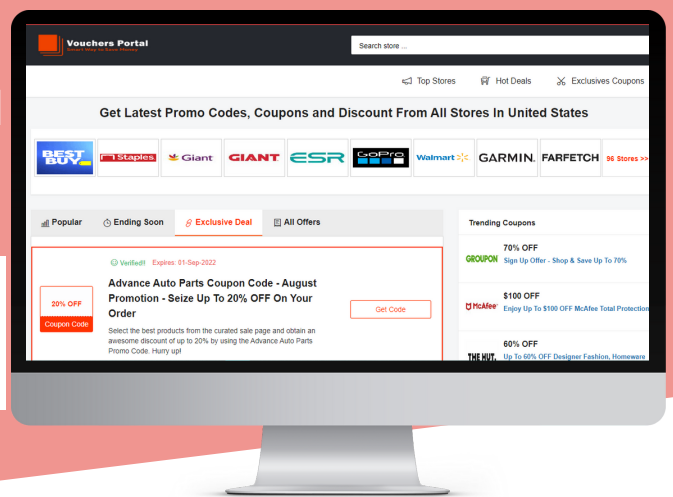 Vouchers Portal
Search store ...
Top Stores
Hot Deals
Exclusives Coupons
Get Latest Promo Codes, Coupons and Discount From All Stores In United States
BEST BUY
Staples
Giant
GIANT
ESR
GoPro
Walmart
GARMIN.
FARFETCH
96 Stores >>
Popular
Ending Soon
Exclusive Deal
All Offers
Verified!!
Expires: 01-Sep-2022
20% OFF
Coupon Code
Advance Auto Parts Coupon Code - August
Promotion - Seize Up To 20% OFF On Your
Order
Select the best products from the curated sale page and obtain an
awesome discount of up to 20% by using the Advance Auto Parts
Promo Code. Hurry up!
Get Code
Trending Coupons
GROUPON
70% OFF
Sign Up Offer - Shop & Save Up To 70%
McAfee
$100 OFF
Enjoy Up To $100 OFF McAfee Total Protection
THE HUT.
60% OFF
Up To 60% OFF Designer Fashion, Homeware